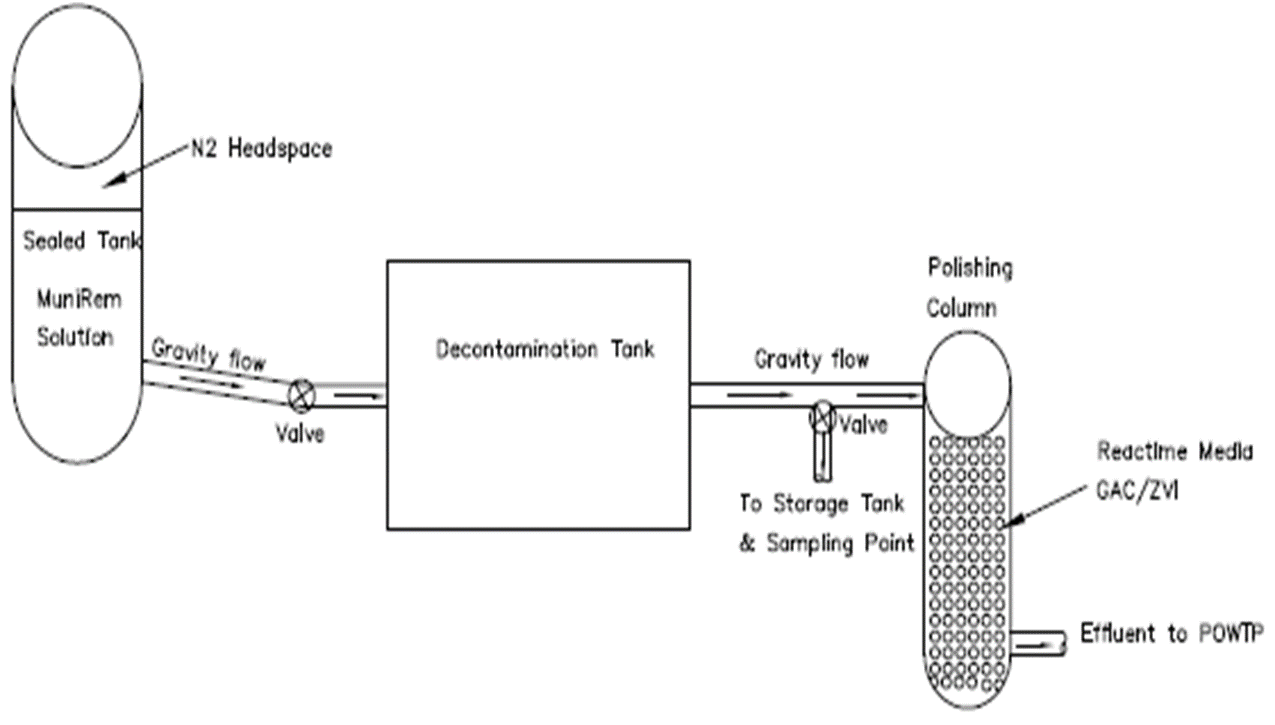 N2 Headspace
Sealed Tank
MuniRem
Solution
Gravity flow
Valve
Decontamination Tank
Gravity flow
Valve
To Storage Tank
& Sampling Point
Polishing
Column
Reactime Media
GAC/ZVI
Effluent to POWTP